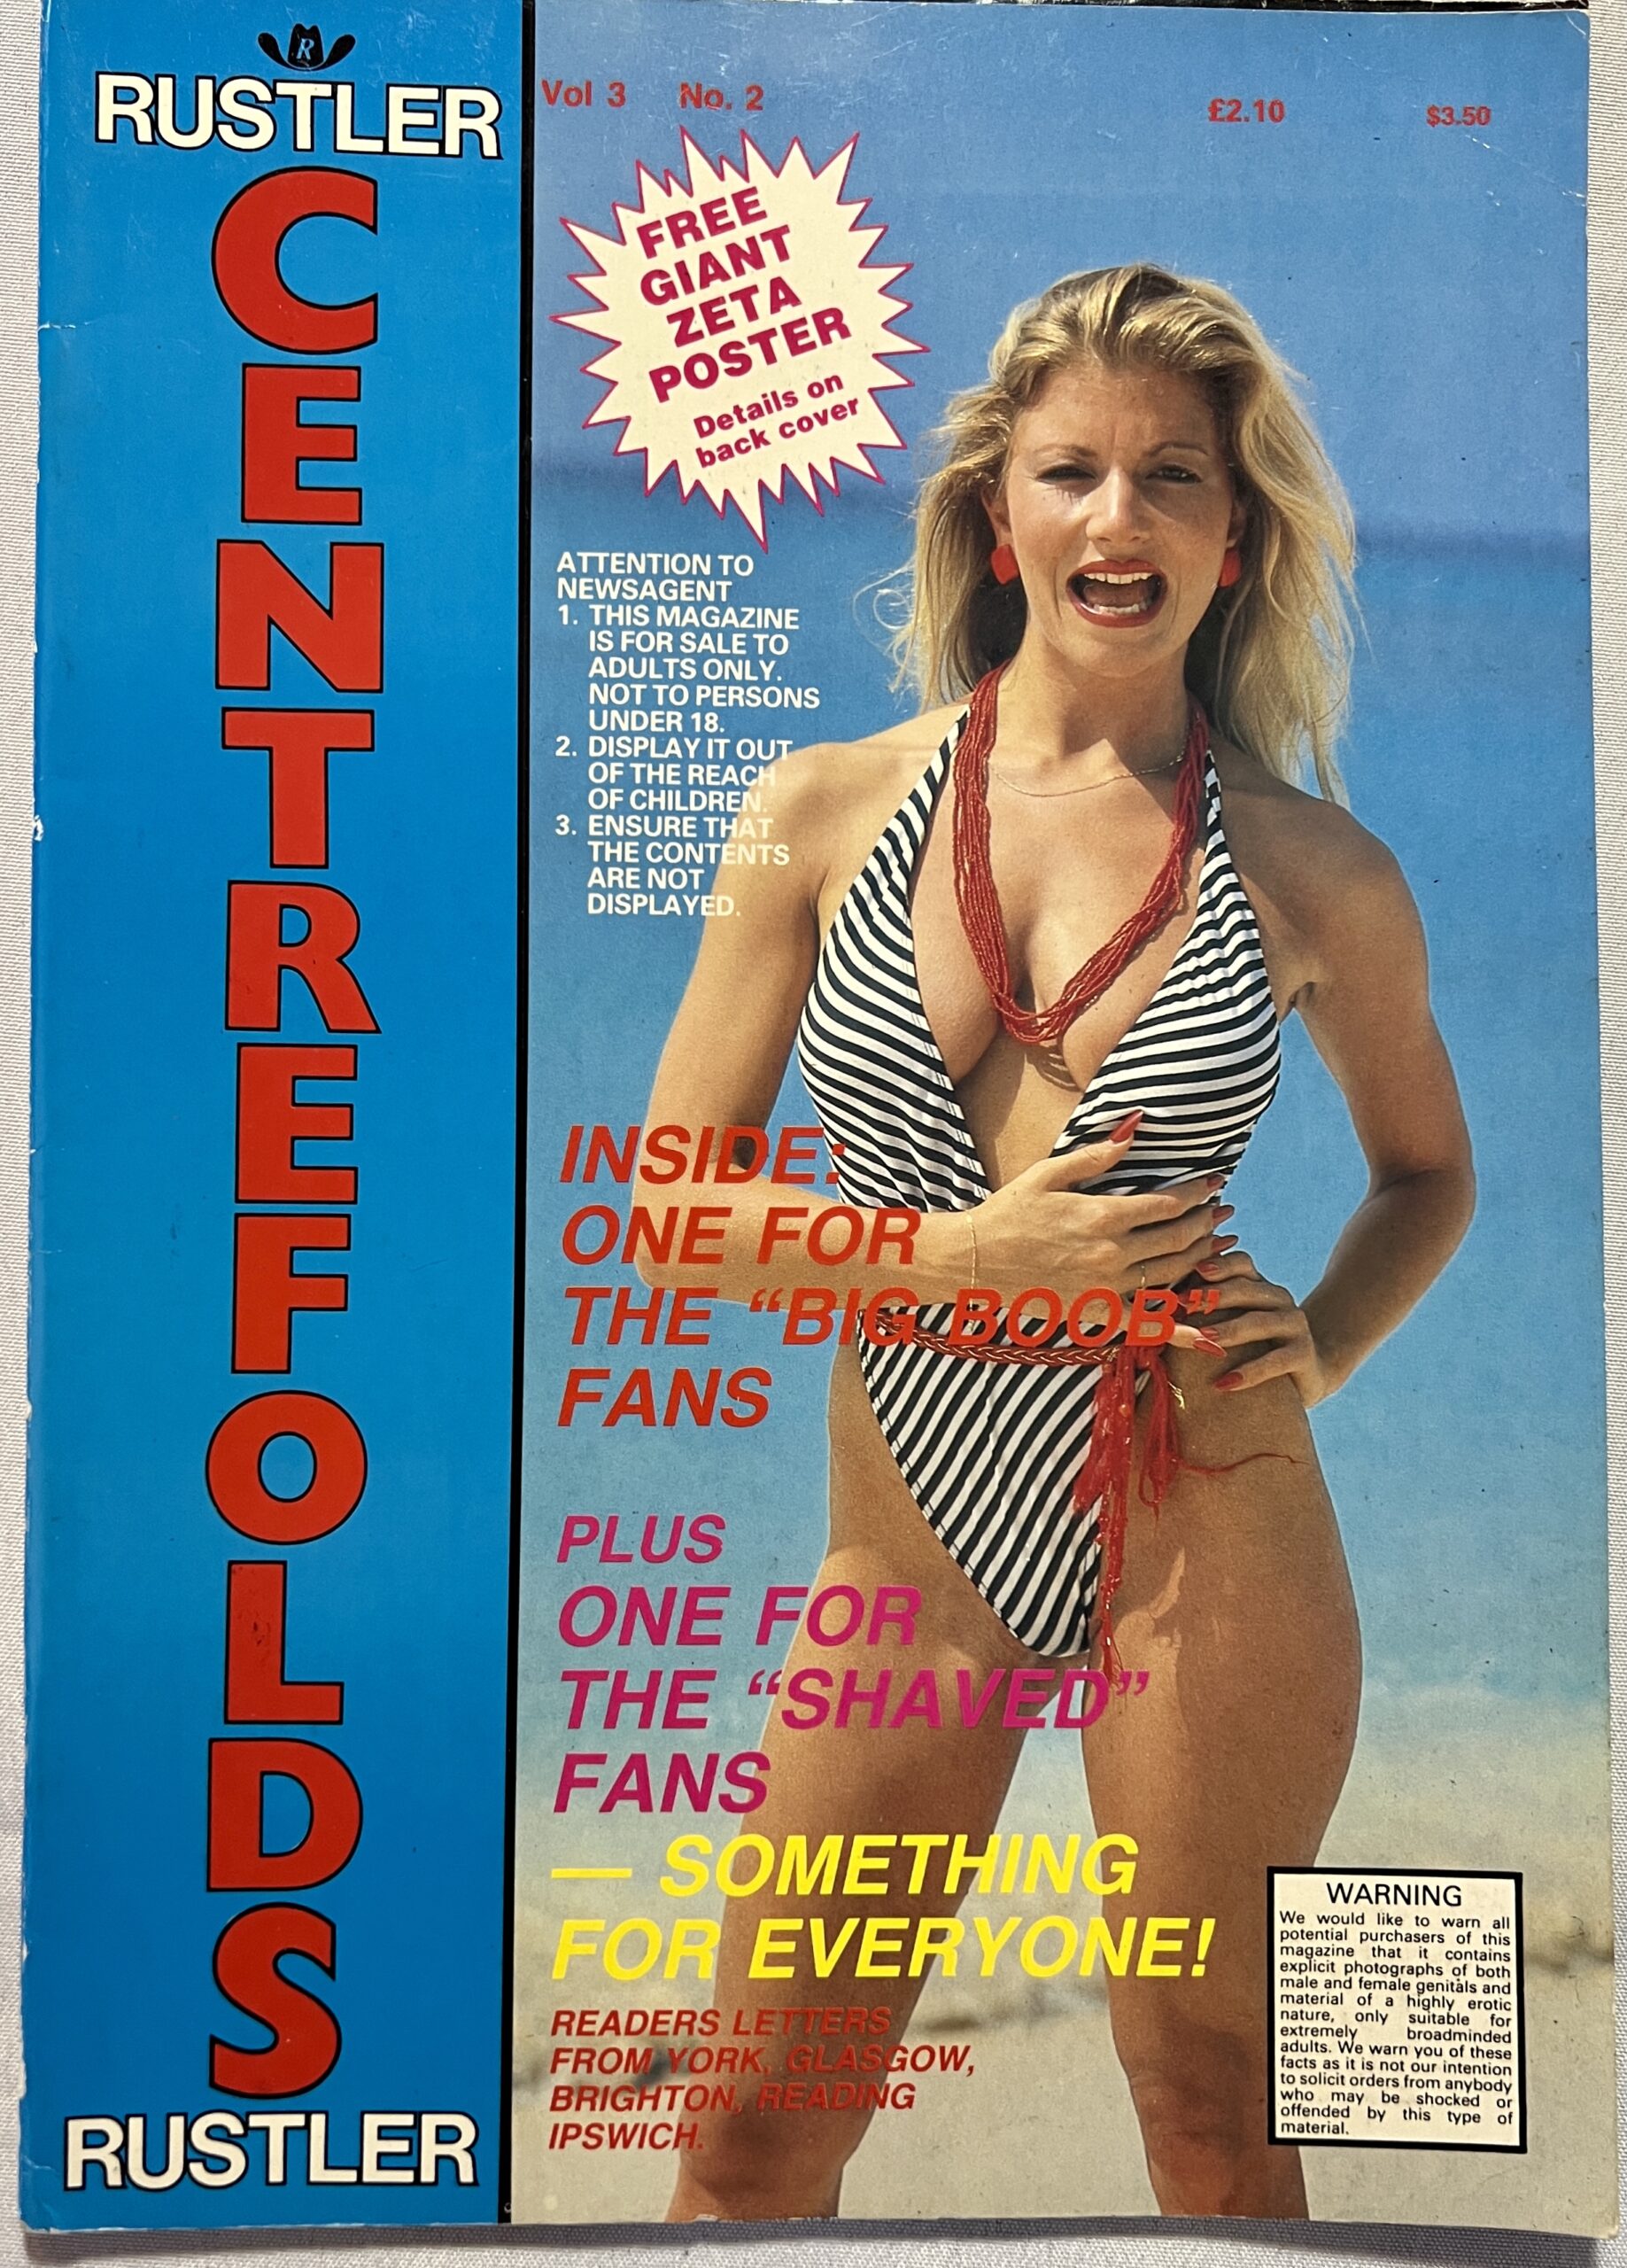 R
RUSTLER
CENTREFOLDS
RUSTLER
Vol 3 No. 2
£2.10
$3.50
FREE
GIANT
ZETA
POSTER
Details on
back cover
ATTENTION TO
NEWSAGENT
1. THIS MAGAZINE
IS FOR SALE TO
ADULTS ONLY.
NOT TO PERSONS
UNDER 18.
2. DISPLAY IT OUT
OF THE REACH
OF CHILDREN.
3. ENSURE THAT
THE CONTENTS
ARE NOT
DISPLAYED.
INSIDE:
ONE FOR
THE “BIG BOOB”
FANS
PLUS
ONE FOR
THE “SHAVED”
FANS
— SOMETHING
FOR EVERYONE!
READERS LETTERS
FROM YORK, GLASGOW,
BRIGHTON, READING
IPSWICH.
WARNING
We would like to warn all
potential purchasers of this
magazine that it contains
explicit photographs of both
male and female genitals and
material of a highly erotic
nature, only suitable for
extremely broadminded
adults. We warn you of these
facts as it is not our intention
to solicit orders from anybody
who may be shocked or
offended by this type of
material.